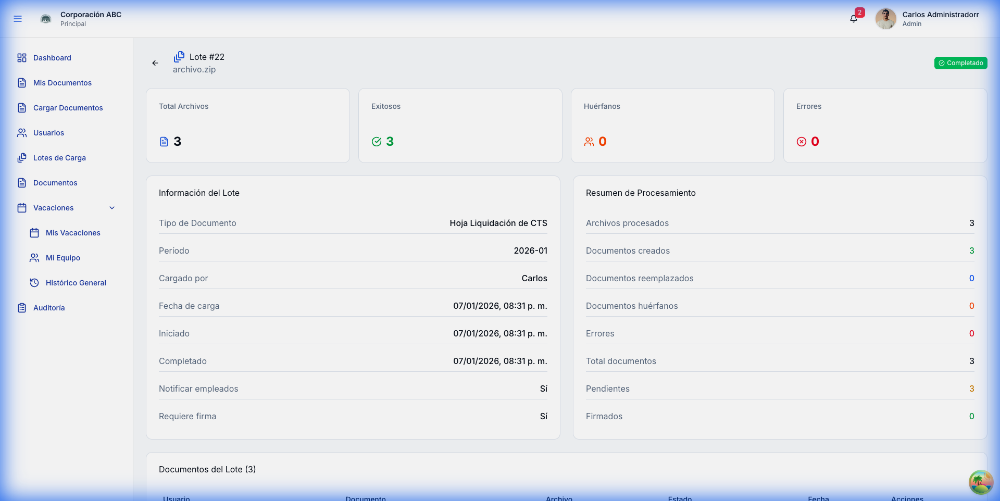 Corporación ABC
Principal
2
Carlos Administradorr
Admin
Dashboard
Mis Documentos
Cargar Documentos
Usuarios
Lotes de Carga
Documentos
Vacaciones
Mis Vacaciones
Mi Equipo
Histórico General
Auditoría
Lote #22
archivo.zip
Completado
Total Archivos
3
Exitosos
3
Huérfanos
0
Errores
0
Información del Lote
Tipo de Documento Hoja Liquidación de CTS
Período 2026-01
Cargado por Carlos
Fecha de carga 07/01/2026, 08:31 p. m.
Iniciado 07/01/2026, 08:31 p. m.
Completado 07/01/2026, 08:31 p. m.
Notificar empleados Sí
Requiere firma Sí
Resumen de Procesamiento
Archivos procesados 3
Documentos creados 3
Documentos reemplazados 0
Documentos huérfanos 0
Errores 0
Total documentos 3
Pendientes 3
Firmados 0
Documentos del Lote (3)
Usuario Documento Archivo Estado Fecha Acciones